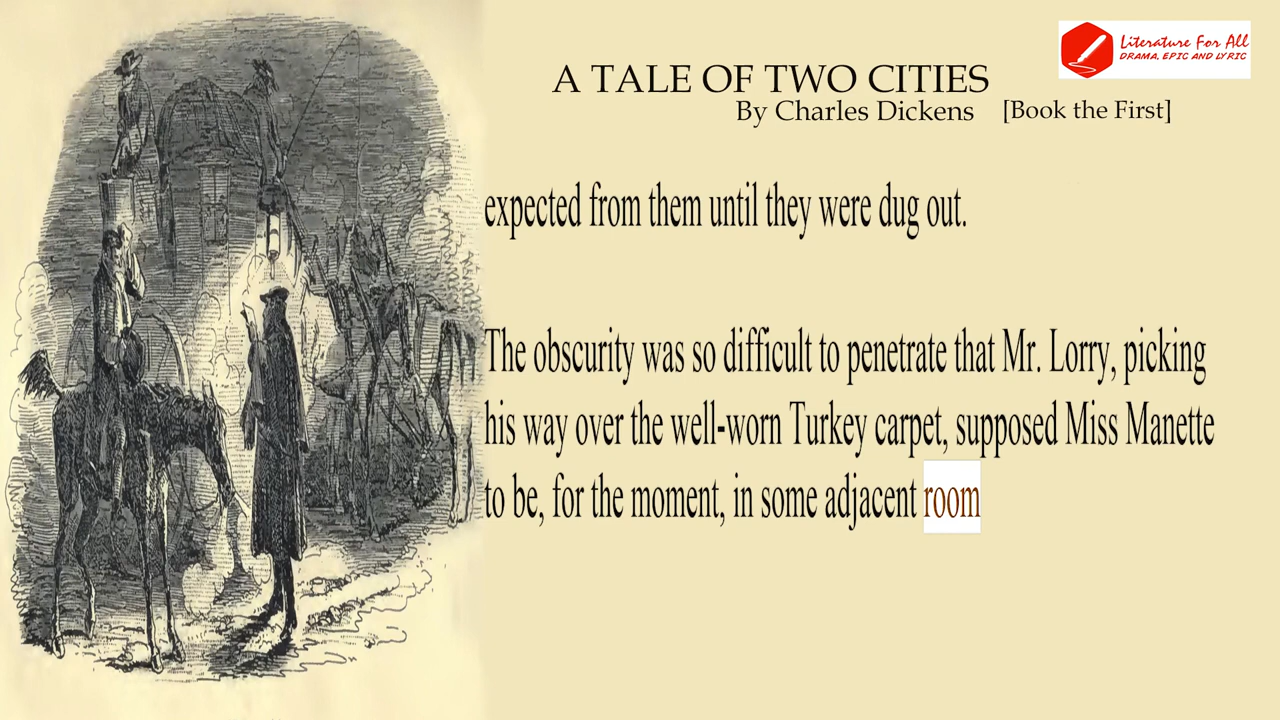 Literature For All
DRAMA, EPIC AND LYRIC
A TALE OF TWO CITIES
By Charles Dickens [Book the First]
expected from them until they were dug out.
The obscurity was so difficult to penetrate that Mr. Lorry, picking
his way over the well-worn Turkey carpet, supposed Miss Manette
to be, for the moment, in some adjacent room